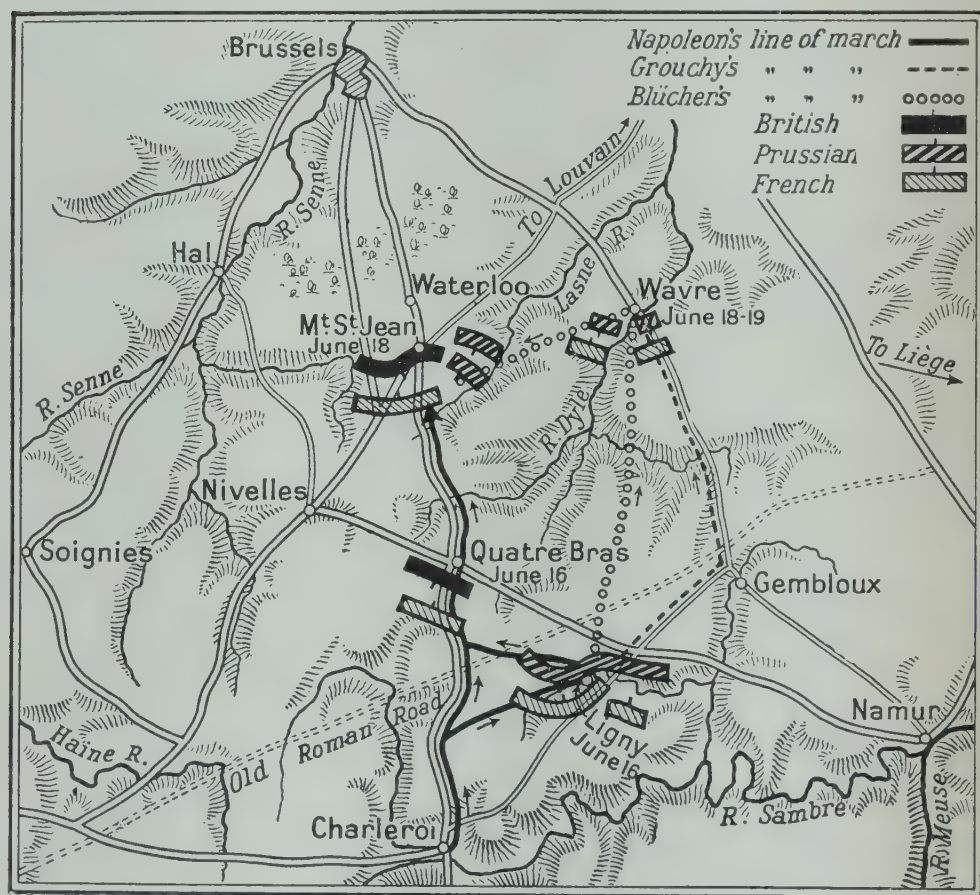 Brussels
Napoleon's line of march
Grouchy's " " "
Blücher's " " "
British
Prussian
French
To Louvain
R. Senne
Hal
Lasne R.
Waterloo
Wavre
June 18-19
Mt. St. Jean
June 18
To Liège
R. Senne
R. Dyle
Nivelles
Soignies
Quatre Bras
June 16
Gembloux
Ligny
June 16
Namur
Haine R.
Old Roman Road
Charleroi
R. Sambre
R. Meuse